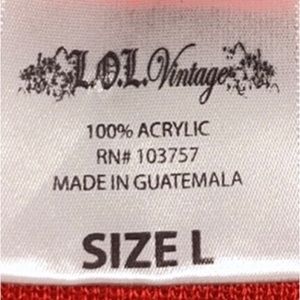 L.O.L. Vintage
100% ACRYLIC
RN# 103757
MADE IN GUATEMALA
SIZE L